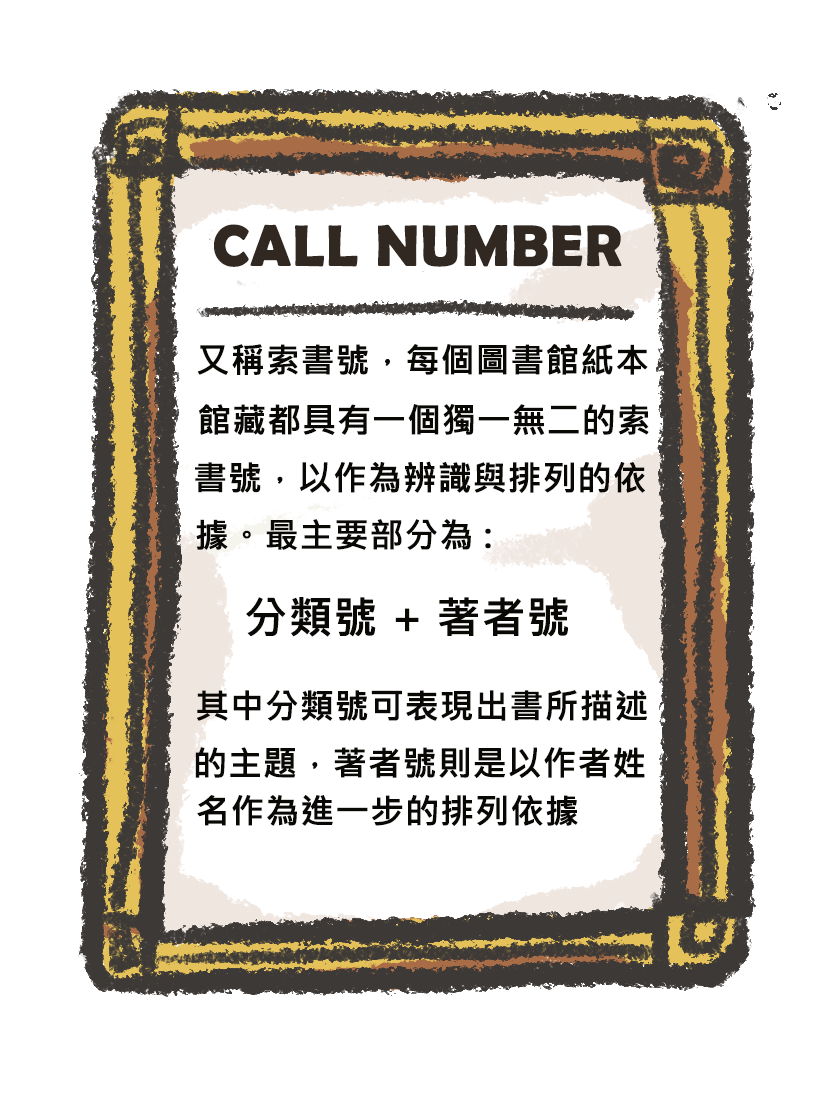 CALL NUMBER
又稱索書號，每個圖書館紙本
館藏都具有一個獨一無二的索
書號，以作為辨識與排列的依
據。最主要部分為：
分類號 + 著者號
其中分類號可表現出書所描述
的主題，著者號則是以作者姓
名作為進一步的排列依據